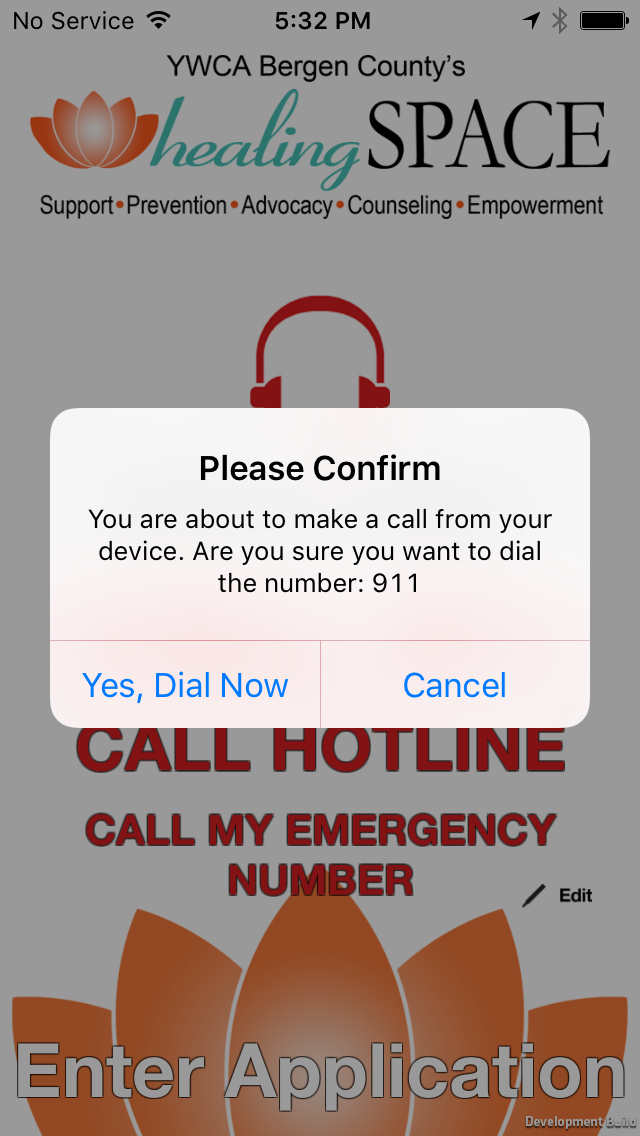 No Service 5:32 PM
YWCA Bergen County's
healing SPACE
Support•Prevention•Advocacy•Counseling•Empowerment
Please Confirm
You are about to make a call from your
device. Are you sure you want to dial
the number: 911
Yes, Dial Now Cancel
CALL HOTLINE
CALL MY EMERGENCY
NUMBER
Edit
Enter Application
Development Build